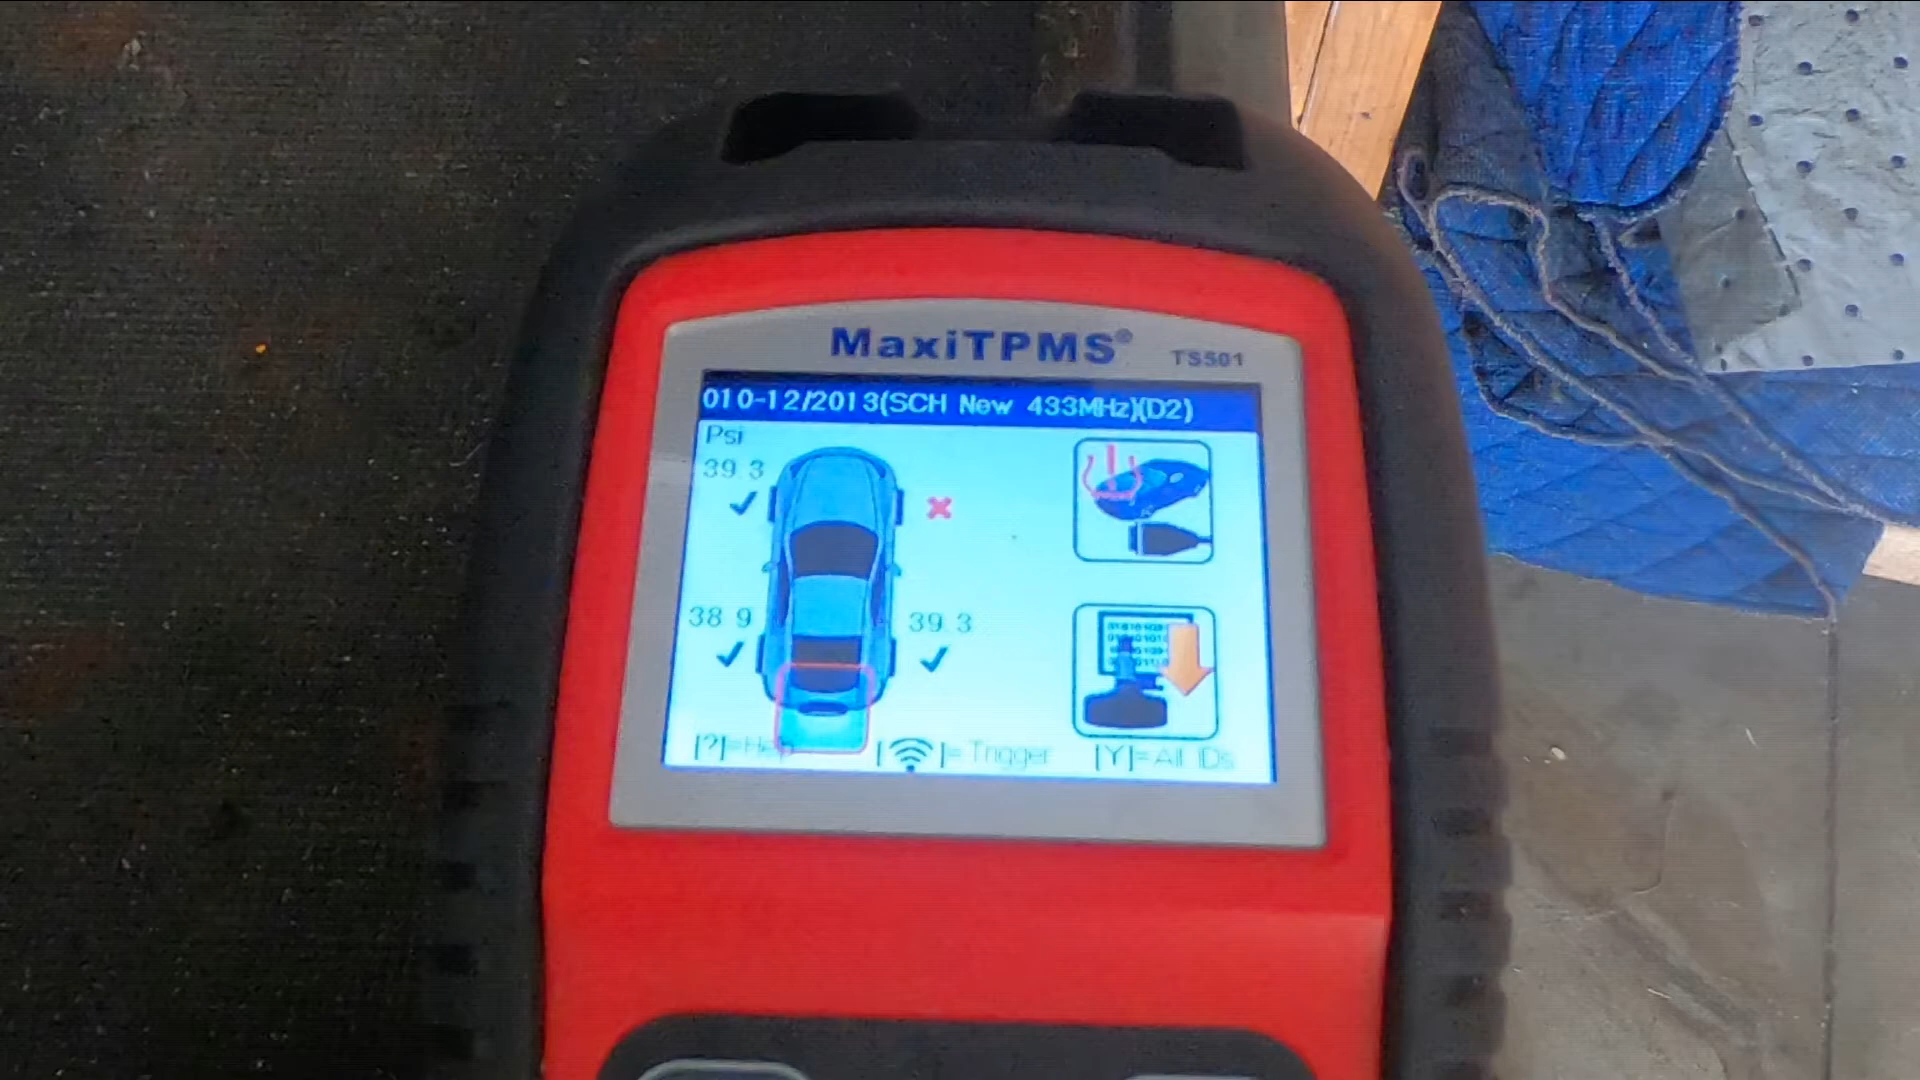 MaxiTPMS®
TS501
010-12/2013(SCH New 433MHz)(D2)
Psi
39.3
38.9
39.3
[?]=Help
[ ]= Trigger
[Y]=All IDs